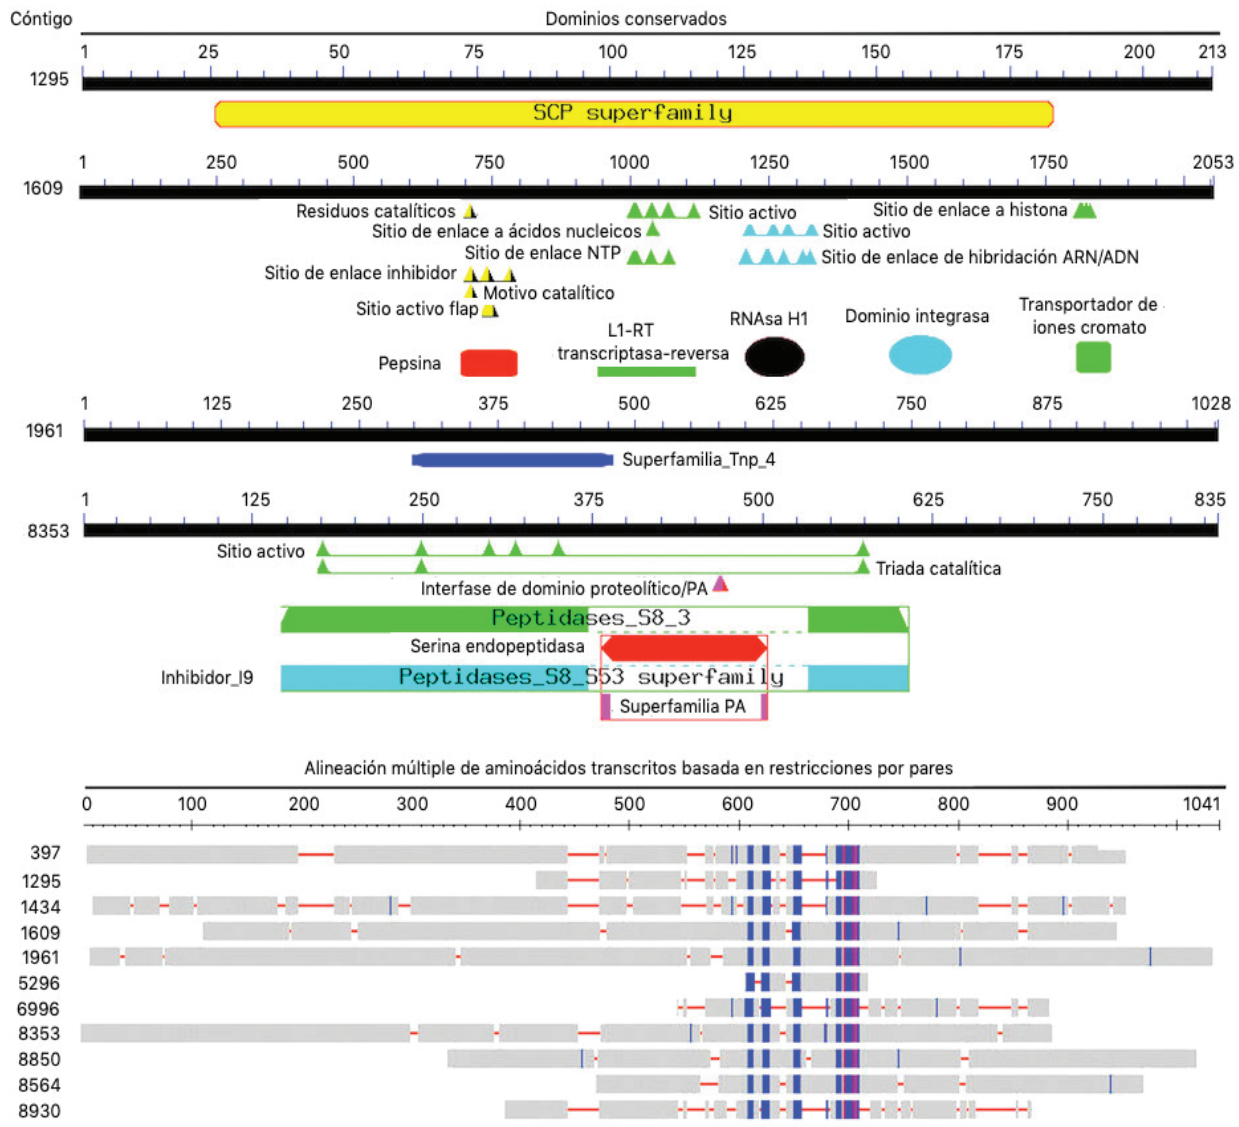 Cóntigo Dominios conservados
1 25 50 75 100 125 150 175 200 213
1295
SCP superfamily
1 250 500 750 1000 1250 1500 1750 2053
1609
Residuos catalíticos Sitio activo Sitio de enlace a histona
Sitio de enlace a ácidos nucleicos Sitio activo
Sitio de enlace NTP Sitio de enlace de hibridación ARN/ADN
Sitio de enlace inhibidor
Motivo catalítico
Sitio activo flap
Pepsina
L1-RT
transcriptasa-reversa
RNAsa H1
Dominio integrasa
Transportador de
iones cromato
1 125 250 375 500 625 750 875 1028
1961
Superfamilia_Tnp_4
1 125 250 375 500 625 750 835
8353
Sitio activo
Triada catalítica
Interfase de dominio proteolítico/PA
Peptidases_S8_3
Serina endopeptidasa
Inhibidor_I9 Peptidases_S8_S53 superfamily
Superfamilia PA
Alineación múltiple de aminoácidos transcritos basada en restricciones por pares
0 100 200 300 400 500 600 700 800 900 1041
397
1295
1434
1609
1961
5296
6996
8353
8850
8564
8930